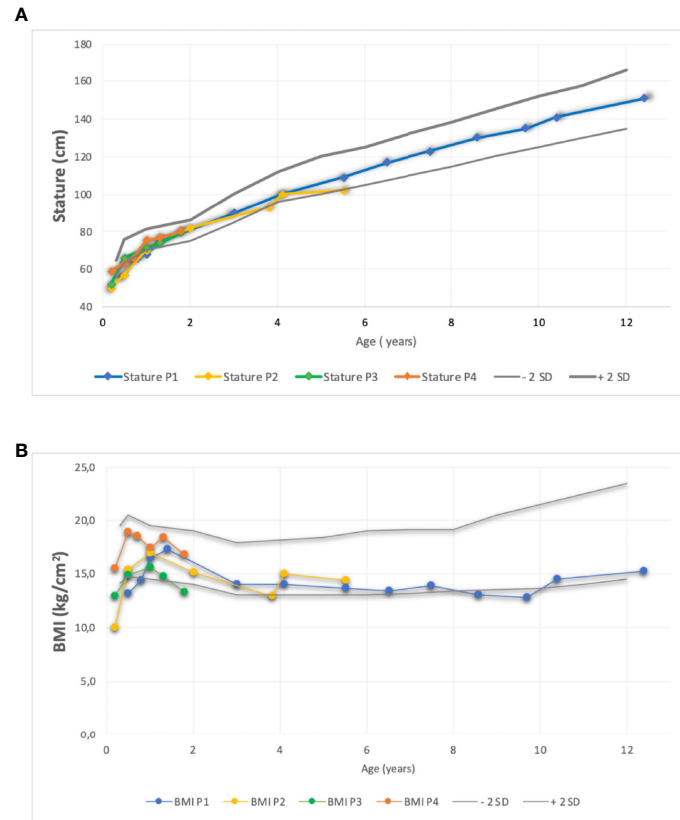 A
180
160
140
120
100
80
60
40
Stature (cm)
0 2 4 6 8 10 12
Age ( years)
Stature P1 Stature P2 Stature P3 Stature P4 - 2 SD + 2 SD
B
25,0
20,0
15,0
10,0
5,0
0,0
BMI (kg/cm²)
0 2 4 6 8 10 12
Age (years)
BMI P1 BMI P2 BMI P3 BMI P4 - 2 SD + 2 SD